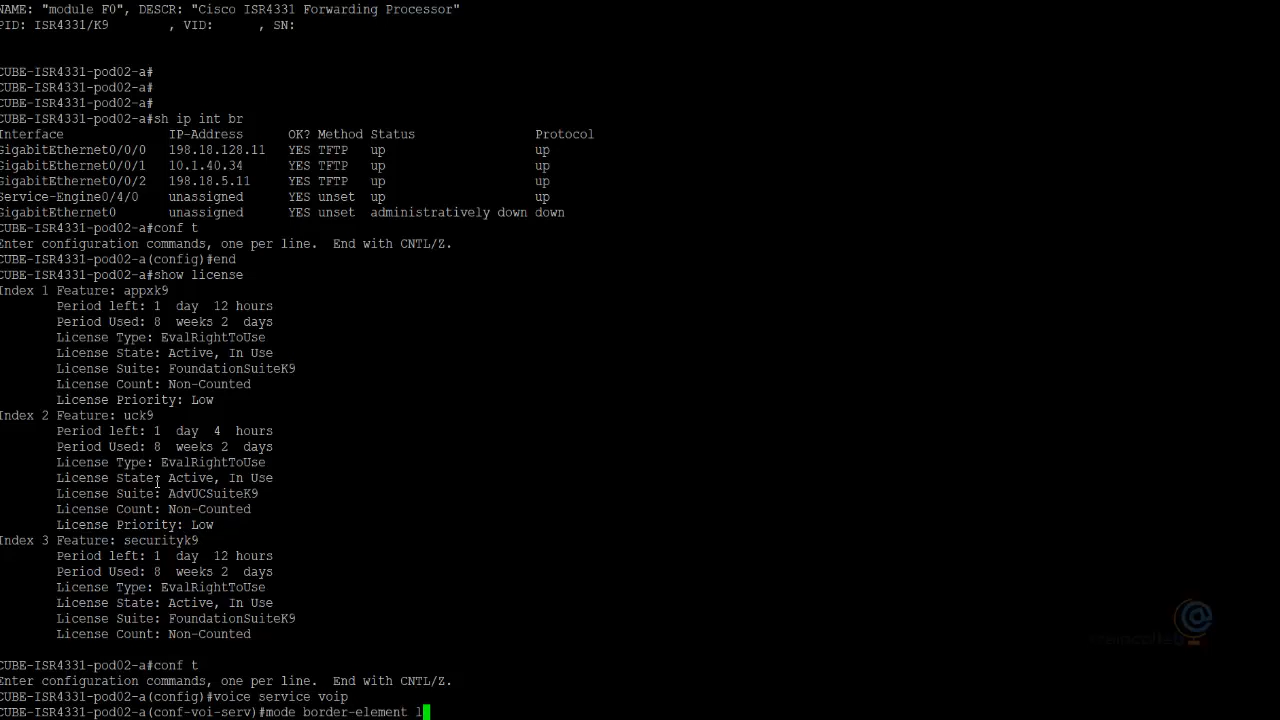 NAME: "module F0", DESCR: "Cisco ISR4331 Forwarding Processor"
PID: ISR4331/K9        , VID:      , SN:
CUBE-ISR4331-pod02-a#
CUBE-ISR4331-pod02-a#
CUBE-ISR4331-pod02-a#
CUBE-ISR4331-pod02-a#sh ip int br
Interface              IP-Address      OK? Method Status                Protocol
GigabitEthernet0/0/0   198.18.128.11   YES TFTP   up                    up
GigabitEthernet0/0/1   10.1.40.34      YES TFTP   up                    up
GigabitEthernet0/0/2   198.18.5.11     YES TFTP   up                    up
Service-Engine0/4/0    unassigned      YES unset  up                    up
GigabitEthernet0       unassigned      YES unset  administratively down down
CUBE-ISR4331-pod02-a#conf t
Enter configuration commands, one per line.  End with CNTL/Z.
CUBE-ISR4331-pod02-a(config)#end
CUBE-ISR4331-pod02-a#show license
Index 1 Feature: appxk9
Period left: 1  day  12 hours
Period Used: 8  weeks 2  days
License Type: EvalRightToUse
License State: Active, In Use
License Suite: FoundationSuiteK9
License Count: Non-Counted
License Priority: Low
Index 2 Feature: uck9
Period left: 1  day  4  hours
Period Used: 8  weeks 2  days
License Type: EvalRightToUse
License State: Active, In Use
License Suite: AdvUCSuiteK9
License Count: Non-Counted
License Priority: Low
Index 3 Feature: securityk9
Period left: 1  day  12 hours
Period Used: 8  weeks 2  days
License Type: EvalRightToUse
License State: Active, In Use
License Suite: FoundationSuiteK9
License Count: Non-Counted
CUBE-ISR4331-pod02-a#conf t
Enter configuration commands, one per line.  End with CNTL/Z.
CUBE-ISR4331-pod02-a(config)#voice service voip
CUBE-ISR4331-pod02-a(conf-voi-serv)#mode border-element l